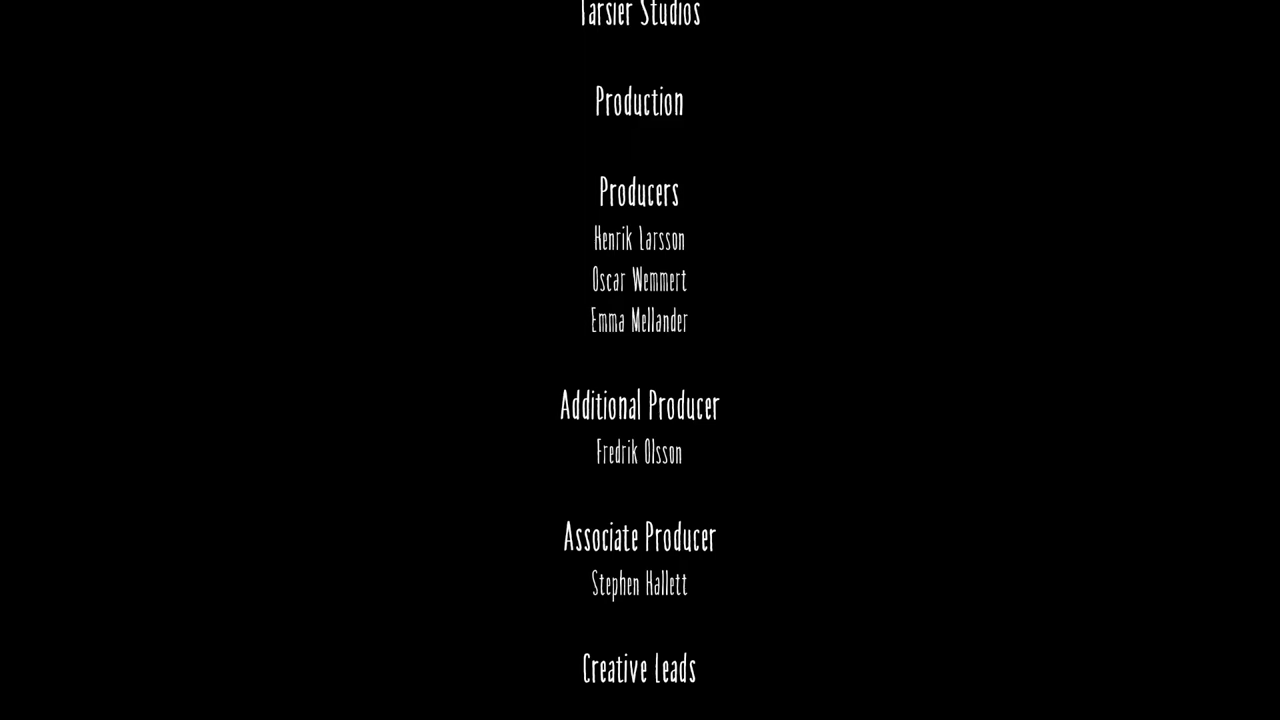 Tarsier Studios
Production
Producers
Henrik Larsson
Oscar Wemmert
Emma Mellander
Additional Producer
Fredrik Olsson
Associate Producer
Stephen Hallett
Creative Leads